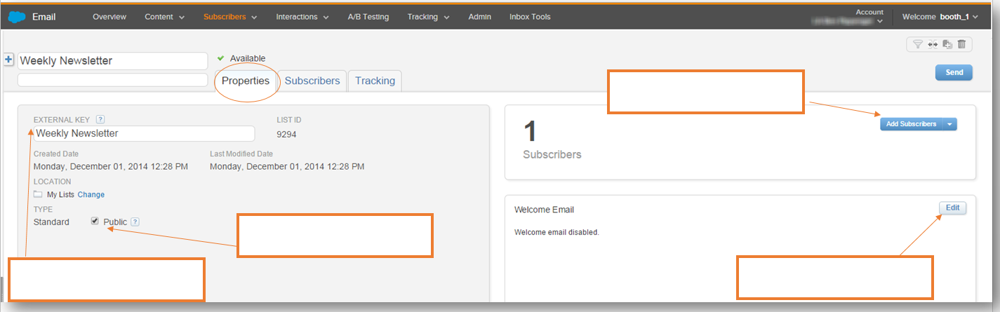 Email Overview Content Subscribers Interactions A/B Testing Tracking Admin Inbox Tools
Account
Welcome booth_1
Weekly Newsletter
Available
Properties Subscribers Tracking
Send
EXTERNAL KEY ?
Weekly Newsletter
LIST ID
9294
Created Date
Monday, December 01, 2014 12:28 PM
Last Modified Date
Monday, December 01, 2014 12:28 PM
LOCATION
My Lists Change
TYPE
Standard Public ?
1
Subscribers
Add Subscribers
Welcome Email
Edit
Welcome email disabled.